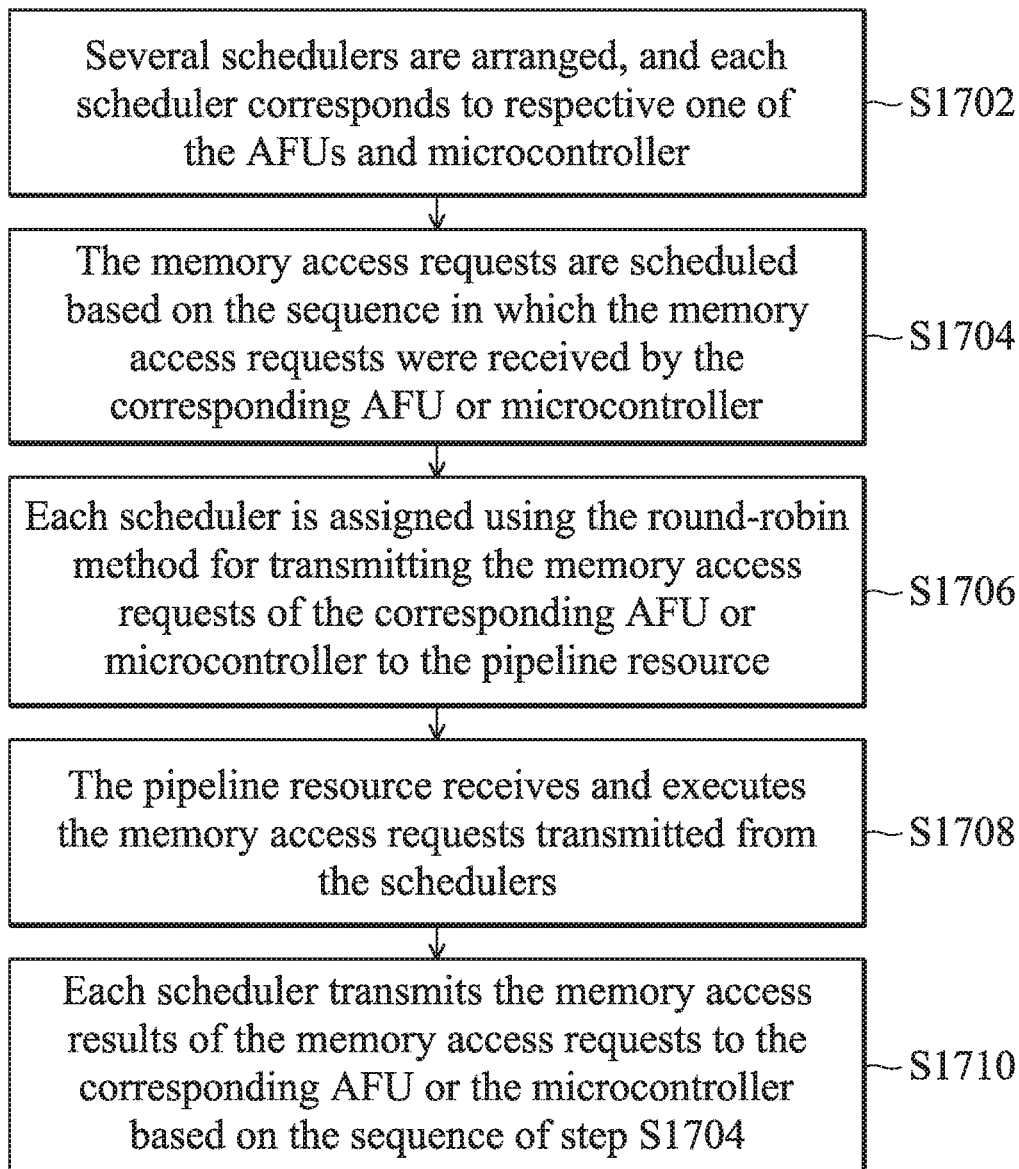 Several schedulers are arranged, and each
scheduler corresponds to respective one of
the AFUs and microcontroller
S1702
The memory access requests are scheduled
based on the sequence in which the memory
access requests were received by the
corresponding AFU or microcontroller
S1704
Each scheduler is assigned using the round-robin
method for transmitting the memory access
requests of the corresponding AFU or
microcontroller to the pipeline resource
S1706
The pipeline resource receives and executes
the memory access requests transmitted from
the schedulers
S1708
Each scheduler transmits the memory access
results of the memory access requests to the
corresponding AFU or the microcontroller
based on the sequence of step S1704
S1710